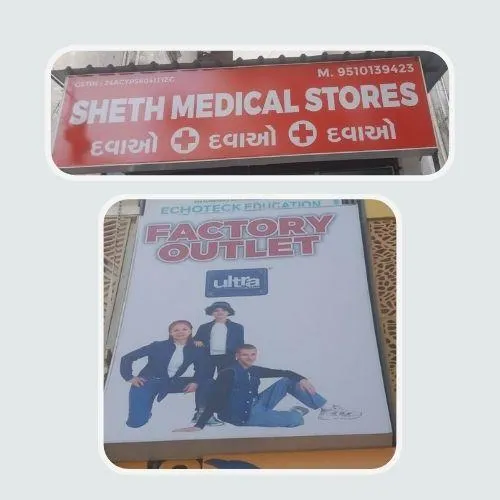 M. 9510139423
SHETH MEDICAL STORES
દવાઓ દવાઓ દવાઓ
ECHOTECK EDUCATION
FACTORY
OUTLET
ultra